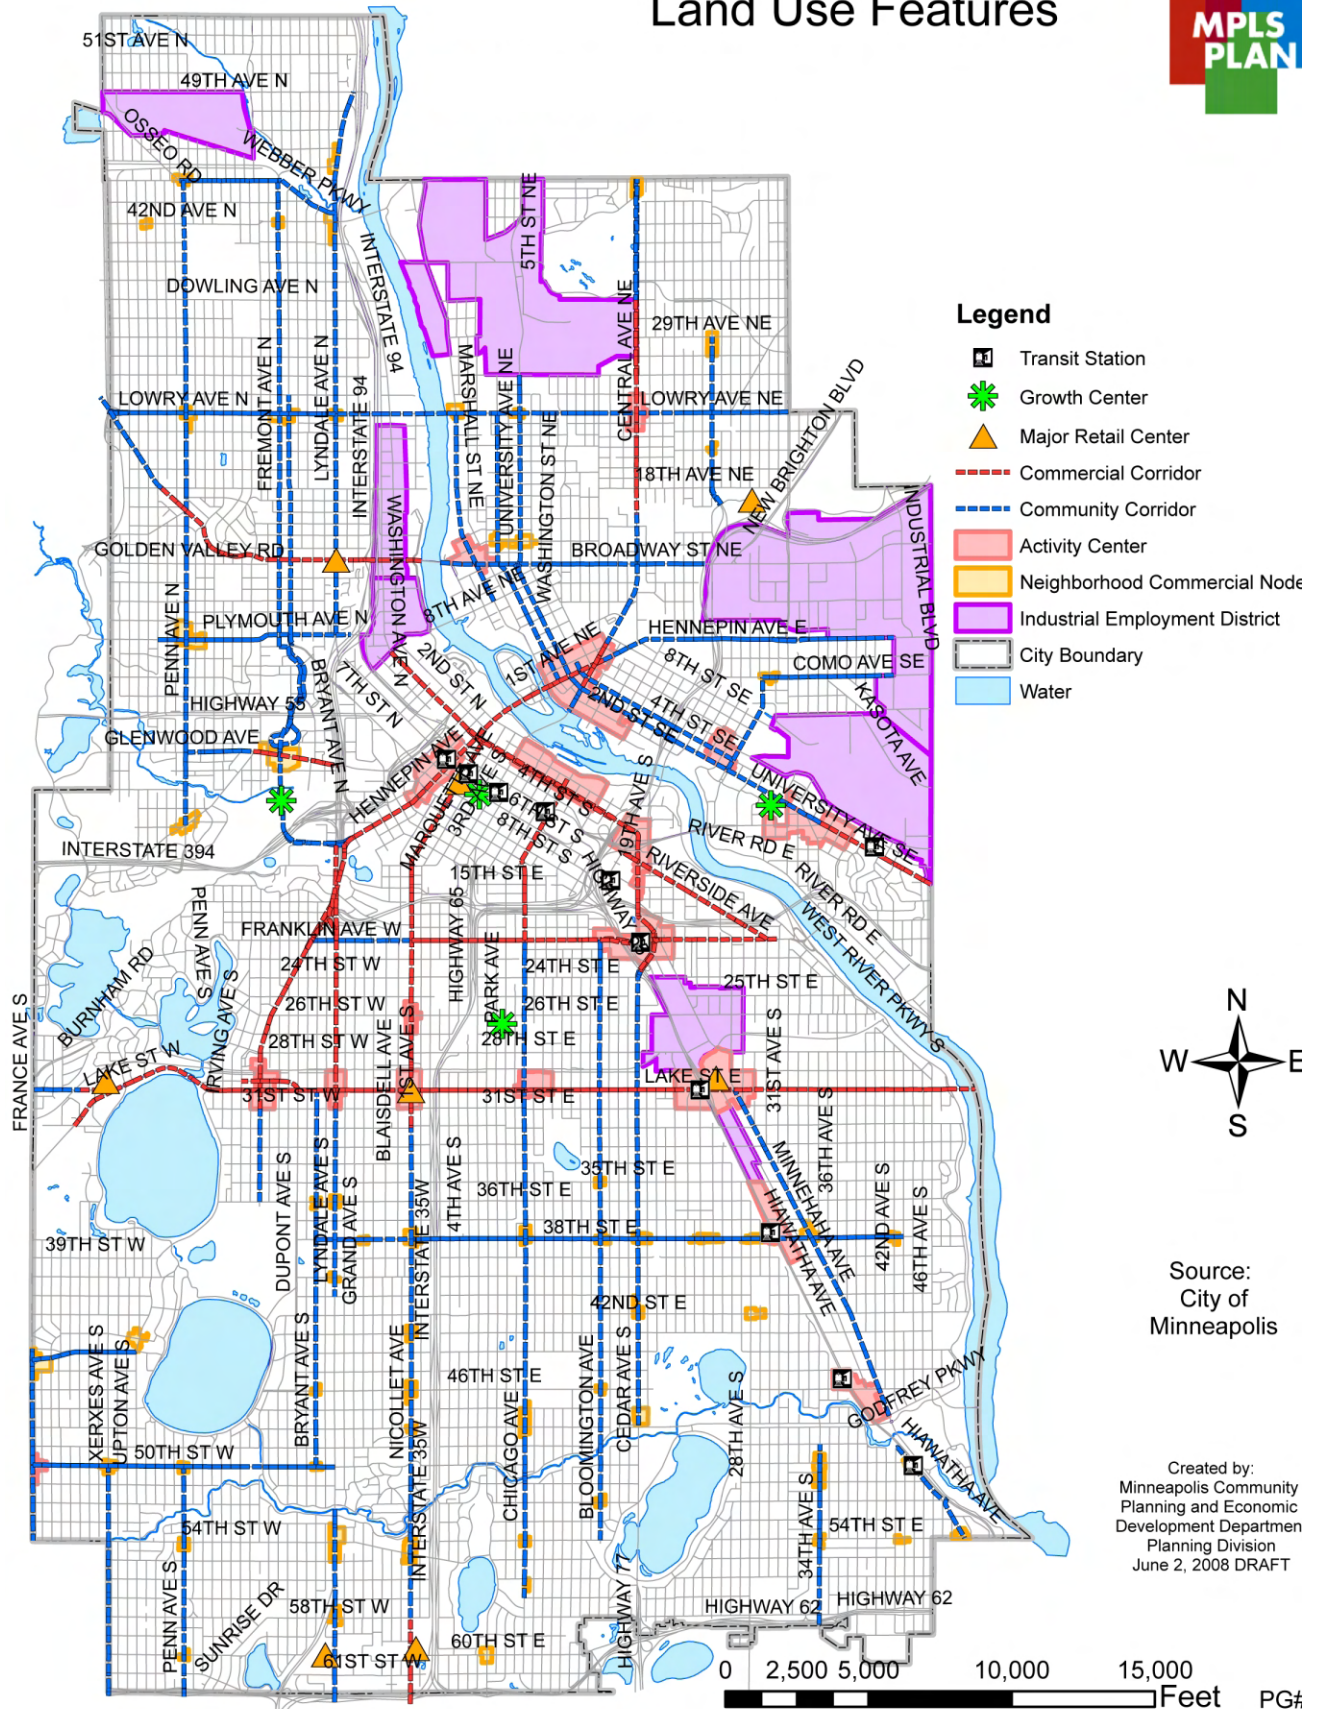 Land Use Features
MPLS
PLAN
51ST AVE N
49TH AVE N
OSSEO RD
WEBBER PKWY
42ND AVE N
5TH ST NE
INTERSTATE 94
DOWLING AVE N
CENTRAL AVE NE
29TH AVE NE
FREMONT AVE N
LYNDALE AVE N
INTERSTATE 94
MARSHALL ST NE
UNIVERSITY AVE NE
WASHINGTON ST NE
LOWRY AVE N
LOWRY AVE NE
NEW BRIGHTON BLVD
18TH AVE NE
INDUSTRIAL BLVD
GOLDEN VALLEY RD
WASHINGTON AVE N
BROADWAY ST NE
8TH AVE NE
PENN AVE N
PLYMOUTH AVE N
HENNEPIN AVE E
1ST AVE NE
8TH ST SE
COMO AVE SE
2ND ST N
7TH ST N
BRYANT AVE N
HIGHWAY 55
2ND ST SE
4TH ST SE
KASOTA AVE
GLENWOOD AVE
HENNEPIN AVE
4TH ST S
UNIVERSITY AVE SE
19TH AVE S
8TH ST S
RIVER RD E
INTERSTATE 394
15TH ST E
HIGHWAY
RIVERSIDE AVE
RIVER RD E
PENN AVE S
FRANKLIN AVE W
HIGHWAY 65
PARK AVE
WEST RIVER PKWY S
BURNHAM RD
24TH ST W
24TH ST E
25TH ST E
IRVING AVE S
26TH ST W
26TH ST E
FRANCE AVE S
28TH ST W
BLAISDELL AVE
1ST AVE S
28TH ST E
31ST AVE S
LAKE ST W
LAKE ST E
31ST ST W
31ST ST E
36TH AVE S
MINNEHAHA AVE
DUPONT AVE S
LYNDALE AVE S
GRAND AVE S
INTERSTATE 35W
4TH AVE S
35TH ST E
36TH ST E
HIAWATHA AVE
42ND AVE S
46TH AVE S
39TH ST W
38TH ST E
42ND ST E
XERXES AVE S
UPTON AVE S
BRYANT AVE S
NICOLLET AVE
46TH ST E
CHICAGO AVE
BLOOMINGTON AVE
CEDAR AVE S
28TH AVE S
GODFREY PKWY
50TH ST W
INTERSTATE 35W
HIAWATHA AVE
54TH ST W
34TH AVE S
54TH ST E
PENN AVE S
SUNRISE DR
58TH ST W
HIGHWAY 77
HIGHWAY 62
HIGHWAY 62
60TH ST E
61ST ST W
Legend
Transit Station
Growth Center
Major Retail Center
Commercial Corridor
Community Corridor
Activity Center
Neighborhood Commercial Node
Industrial Employment District
City Boundary
Water
N
W
E
S
Source:
City of
Minneapolis
Created by:
Minneapolis Community
Planning and Economic
Development Departmen
Planning Division
June 2, 2008 DRAFT
0 2,500 5,000 10,000 15,000
Feet
PG#